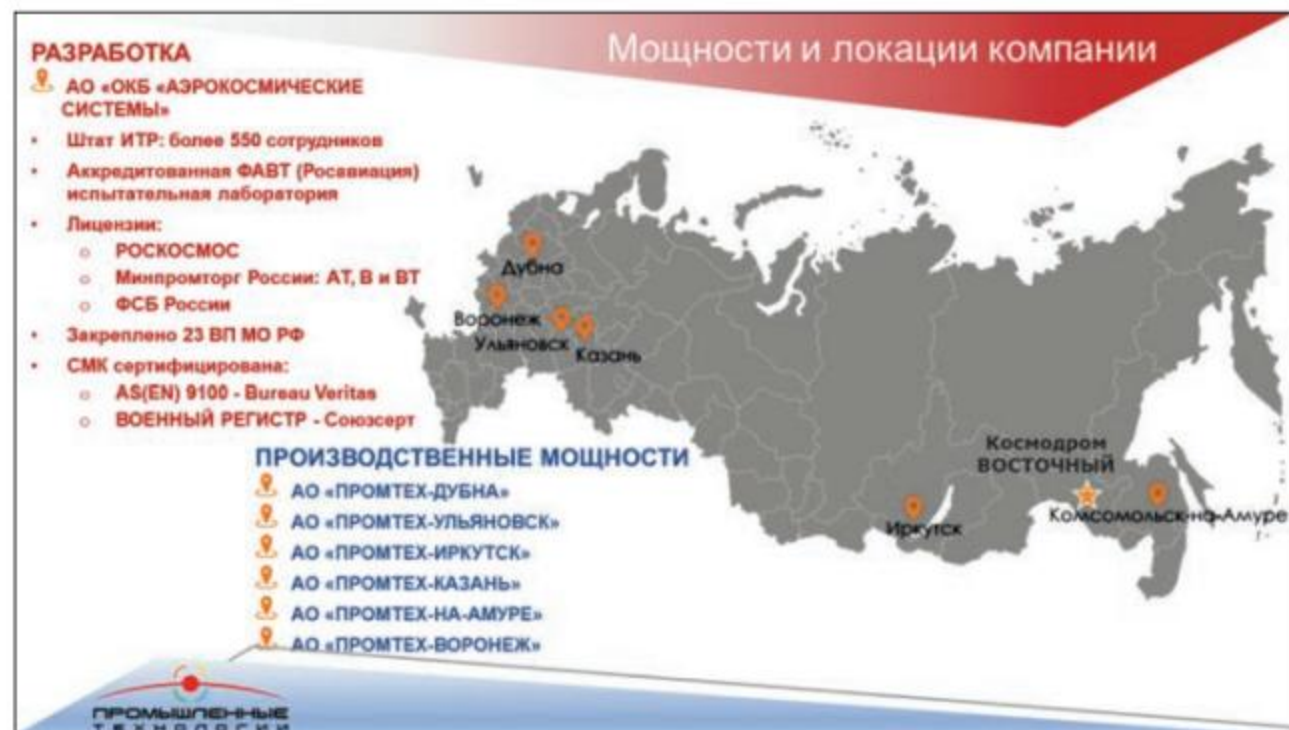 Мощности и локации компании
РАЗРАБОТКА
АО «ОКБ «АЭРОКОСМИЧЕСКИЕ
СИСТЕМЫ»
• Штат ИТР: более 550 сотрудников
• Аккредитованная ФАВТ (Росавиация)
испытательная лаборатория
• Лицензии:
o РОСКОСМОС
o Минпромторг России: АТ, В и ВТ
o ФСБ России
• Закреплено 23 ВП МО РФ
• СМК сертифицирована:
o AS(EN) 9100 - Bureau Veritas
o ВОЕННЫЙ РЕГИСТР - Союзсерт
Дубна
Воронеж
Ульяновск
Казань
Космодром
ВОСТОЧНЫЙ
Иркутск
Комсомольск-на-Амуре
ПРОИЗВОДСТВЕННЫЕ МОЩНОСТИ
АО «ПРОМТЕХ-ДУБНА»
АО «ПРОМТЕХ-УЛЬЯНОВСК»
АО «ПРОМТЕХ-ИРКУТСК»
АО «ПРОМТЕХ-КАЗАНЬ»
АО «ПРОМТЕХ-НА-АМУРЕ»
АО «ПРОМТЕХ-ВОРОНЕЖ»
ПРОМЫШЛЕННЫЕ
ТЕХНОЛОГИИ